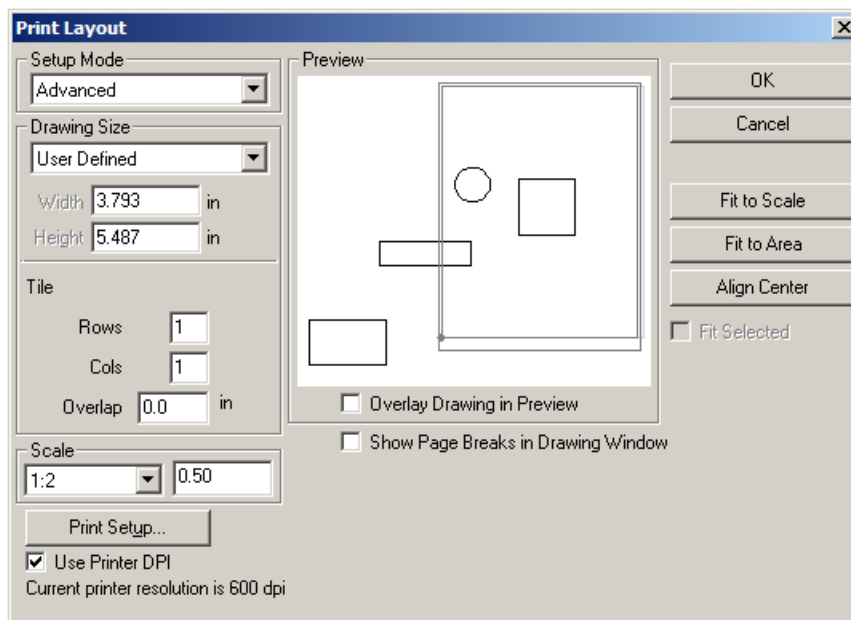 Print Layout
Setup Mode
Advanced
Drawing Size
User Defined
Width 3.793 in
Height 5.487 in
Tile
Rows 1
Cols 1
Overlap 0.0 in
Scale
1:2 0.50
Print Setup...
Use Printer DPI
Current printer resolution is 600 dpi
Preview
Overlay Drawing in Preview
Show Page Breaks in Drawing Window
OK
Cancel
Fit to Scale
Fit to Area
Align Center
Fit Selected